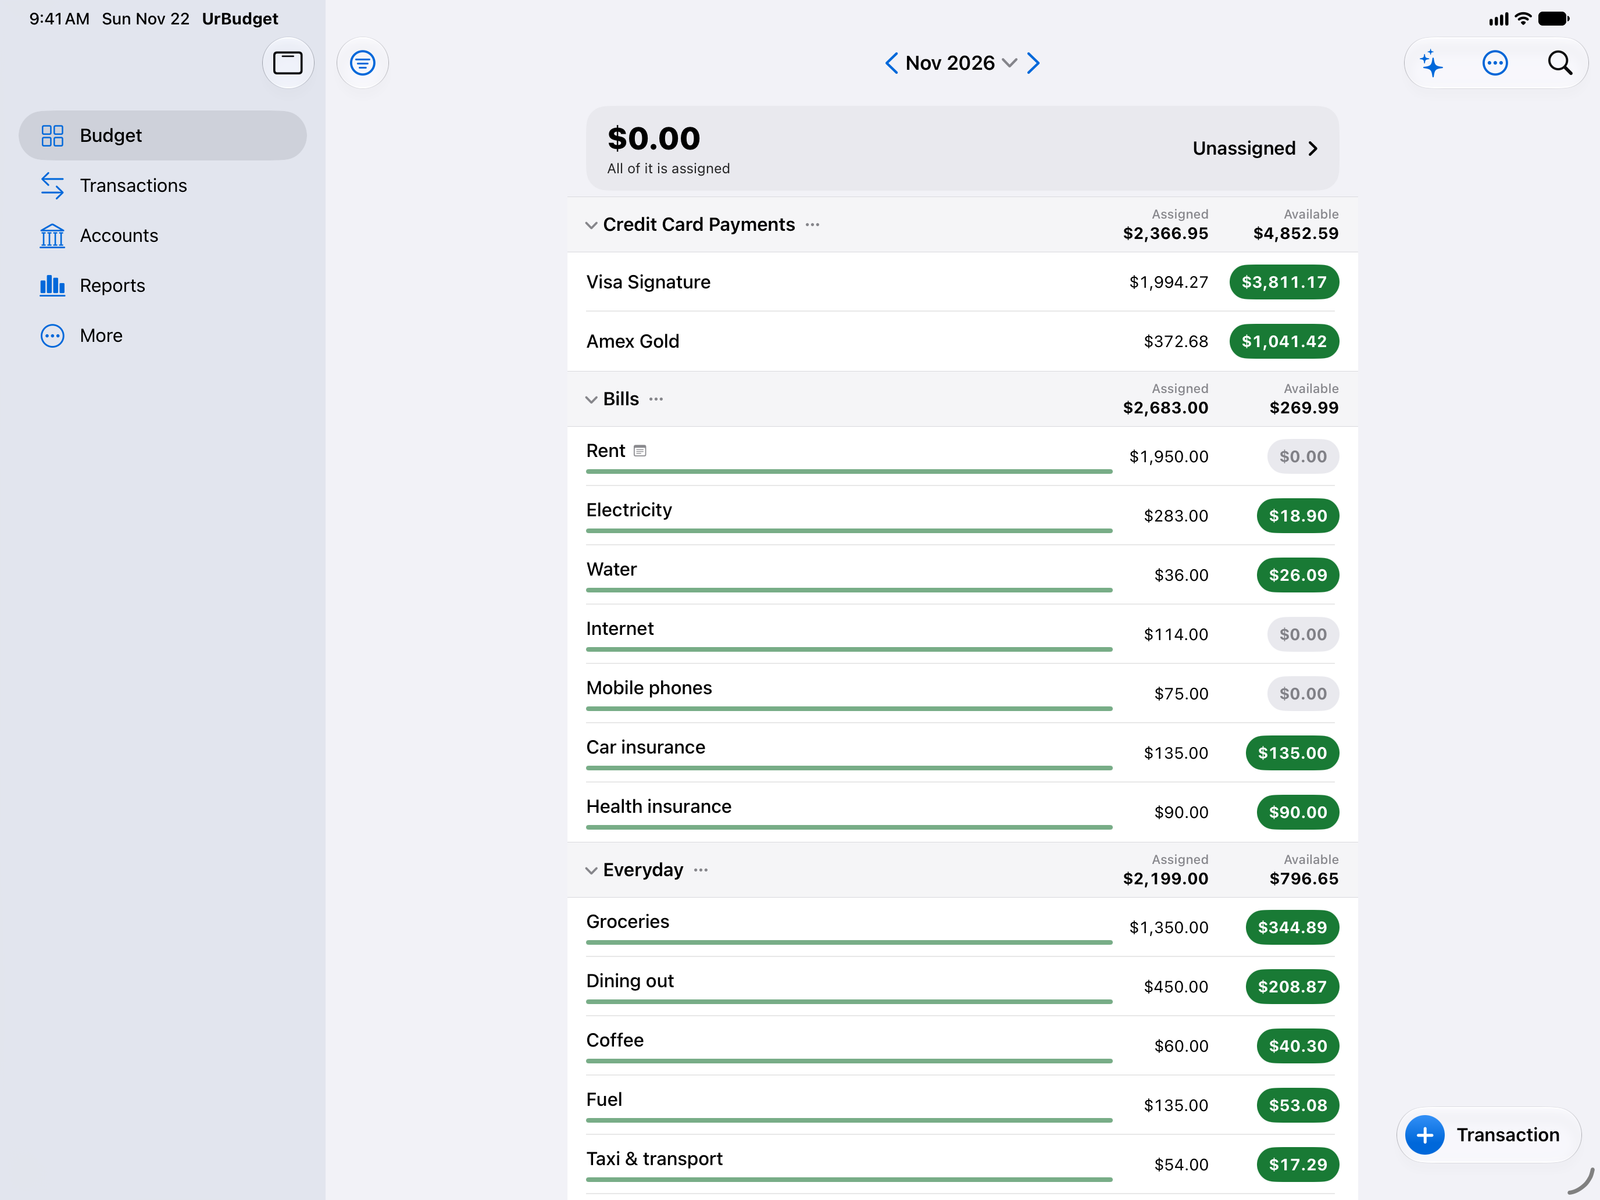 9:41 AM Sun Nov 22 UrBudget
Budget
Transactions
Accounts
Reports
More
Nov 2026
$0.00
All of it is assigned
Unassigned
Credit Card Payments ··· Assigned $2,366.95 Available $4,852.59
Visa Signature $1,994.27 $3,811.17
Amex Gold $372.68 $1,041.42
Bills ··· Assigned $2,683.00 Available $269.99
Rent $1,950.00 $0.00
Electricity $283.00 $18.90
Water $36.00 $26.09
Internet $114.00 $0.00
Mobile phones $75.00 $0.00
Car insurance $135.00 $135.00
Health insurance $90.00 $90.00
Everyday ··· Assigned $2,199.00 Available $796.65
Groceries $1,350.00 $344.89
Dining out $450.00 $208.87
Coffee $60.00 $40.30
Fuel $135.00 $53.08
Taxi & transport $54.00 $17.29
Transaction